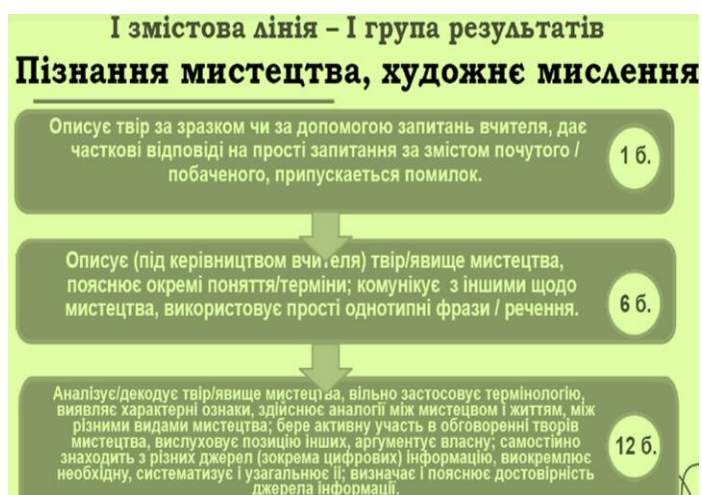 І змістова лінія – І група результатів
Пізнання мистецтва, художнє мислення
Описує твір за зразком чи за допомогою запитань вчителя, дає
часткові відповіді на прості запитання за змістом почутого /
побаченого, припускаеться помилок.
1 б.
Описує (під керівництвом вчителя) твір/явище мистецтва,
пояснює окремі поняття/терміни; комунікує з іншими щодо
мистецтва, використовує прості однотипні фрази / речення.
6 б.
Аналізує/декодує твір/явище мистецтва, вільно застосовує термінологію,
виявляє характерні ознаки, здійснює аналогії між мистецвом і життям, між
різними видами мистецтва; бере активну участь в обговоренні творів
мистецтва, вислуховує позицію інших, аргументує власну; самостійно
знаходить з різних джерел (зокрема цифрових) інформацію, виокремлює
необхідну, систематизує і узагальнює іі; визначає і пояснює достовірність
джерела інформації.
12 б.